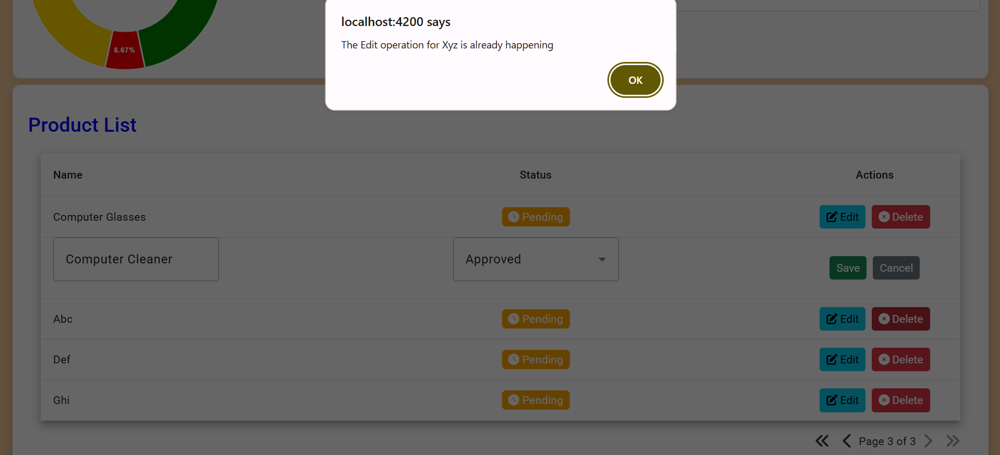 localhost:4200 says
The Edit operation for Xyz is already happening
OK
6.67%
Product List
Name Status Actions
Computer Glasses Pending Edit Delete
Computer Cleaner Approved Save Cancel
Abc Pending Edit Delete
Def Pending Edit Delete
Ghi Pending Edit Delete
Page 3 of 3